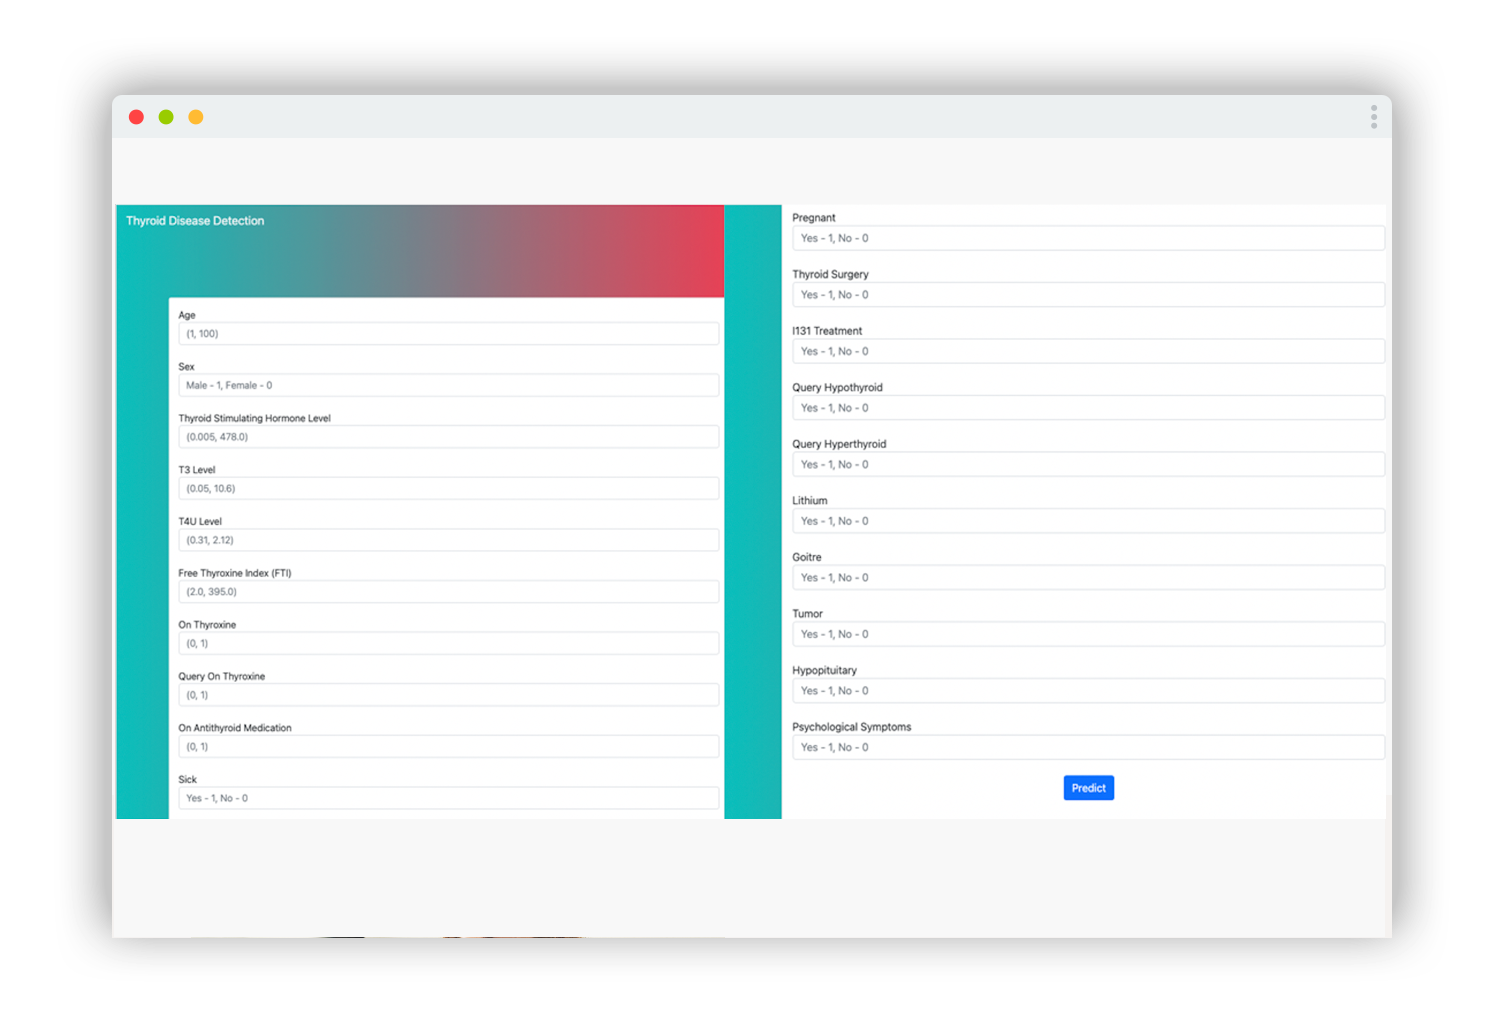 Thyroid Disease Detection
Age
(1, 100)
Sex
Male - 1, Female - 0
Thyroid Stimulating Hormone Level
(0.005, 478.0)
T3 Level
(0.05, 10.6)
T4U Level
(0.31, 2.12)
Free Thyroxine Index (FTI)
(2.0, 395.0)
On Thyroxine
(0, 1)
Query On Thyroxine
(0, 1)
On Antithyroid Medication
(0, 1)
Sick
Yes - 1, No - 0
Pregnant
Yes - 1, No - 0
Thyroid Surgery
Yes - 1, No - 0
I131 Treatment
Yes - 1, No - 0
Query Hypothyroid
Yes - 1, No - 0
Query Hyperthyroid
Yes - 1, No - 0
Lithium
Yes - 1, No - 0
Goitre
Yes - 1, No - 0
Tumor
Yes - 1, No - 0
Hypopituitary
Yes - 1, No - 0
Psychological Symptoms
Yes - 1, No - 0
Predict